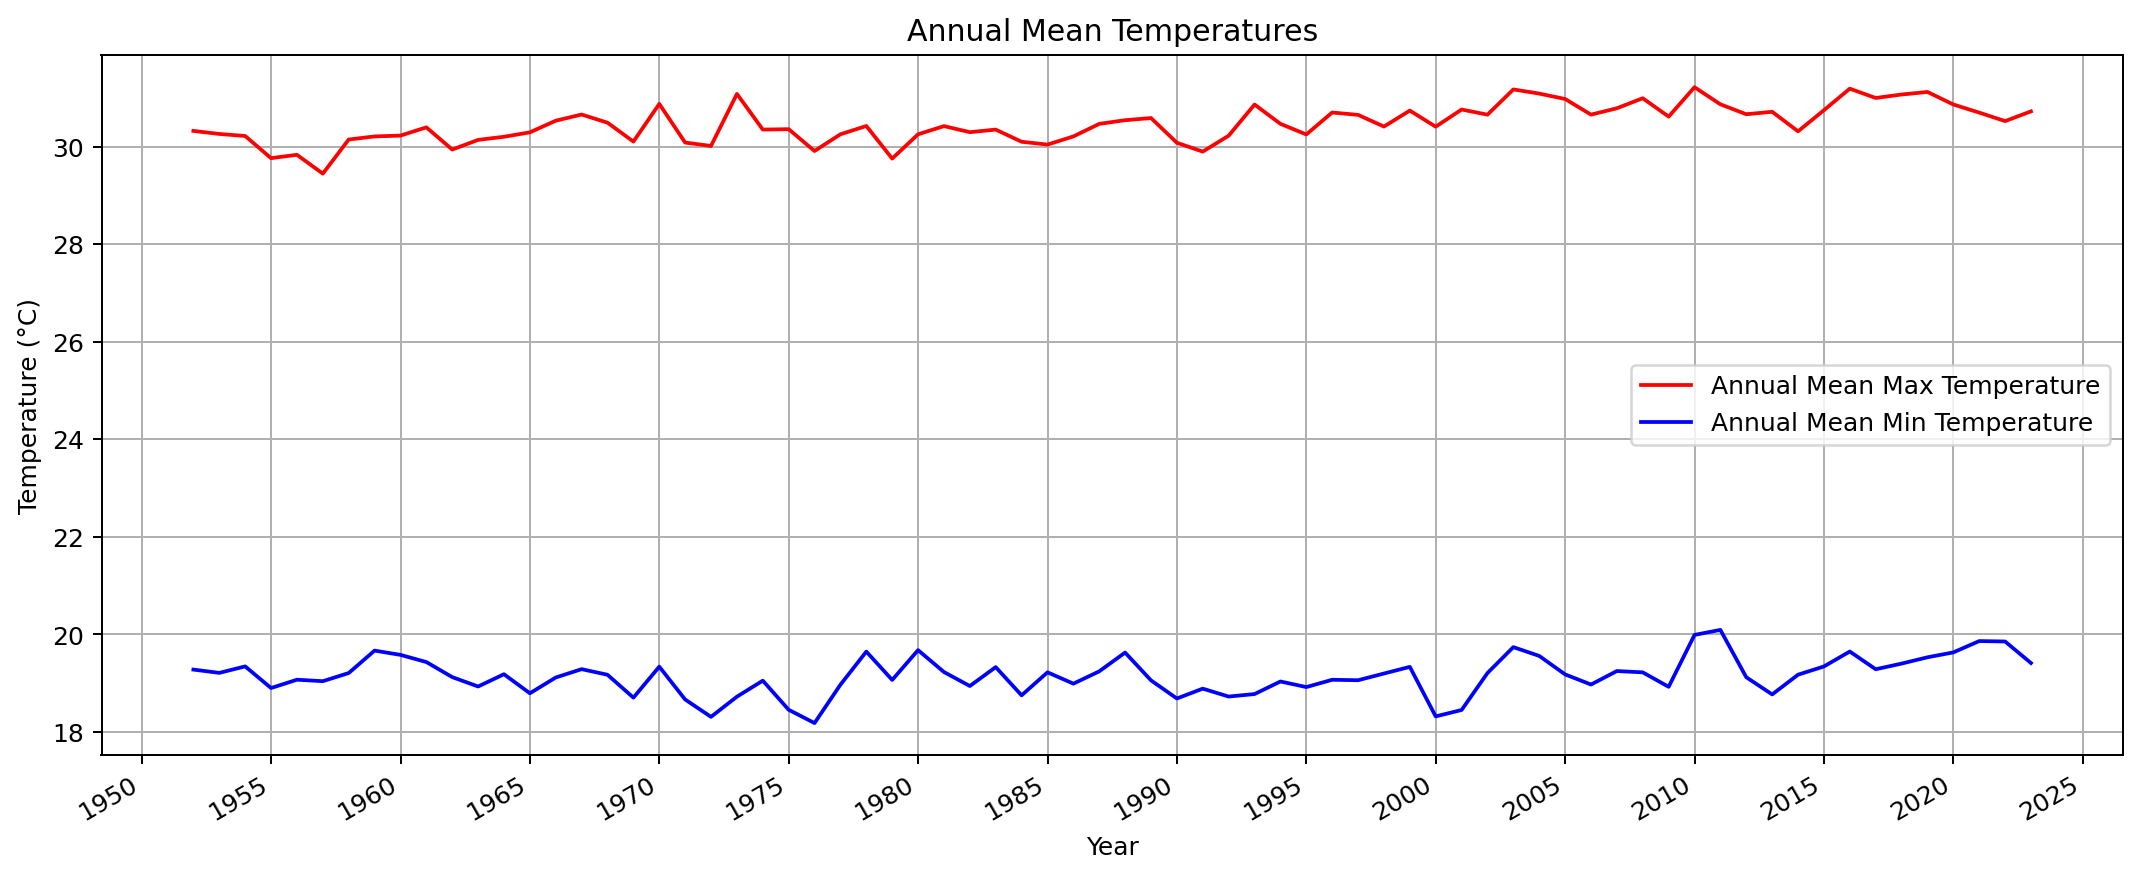 Annual Mean Temperatures
Temperature (°C)
30
28
26
24
22
20
18
Annual Mean Max Temperature
Annual Mean Min Temperature
1950 1955 1960 1965 1970 1975 1980 1985 1990 1995 2000 2005 2010 2015 2020 2025
Year